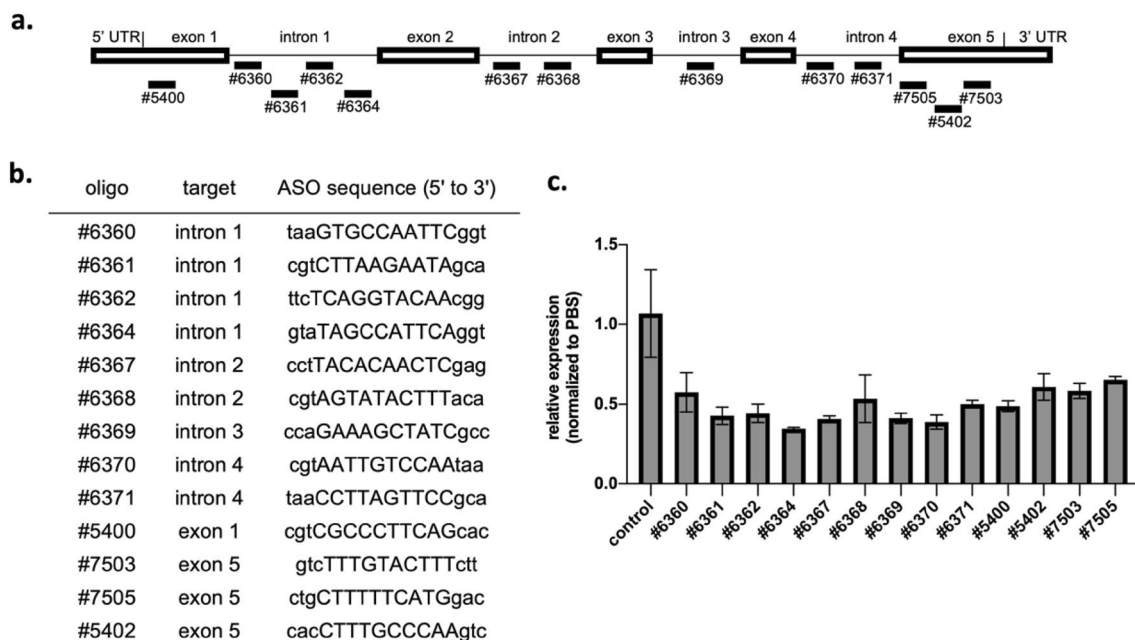 a.
5' UTR exon 1 intron 1 exon 2 intron 2 exon 3 intron 3 exon 4 intron 4 exon 5 3' UTR
#6360 #6362 #6367 #6368 #6369 #6370 #6371
#5400 #6361 #6364 #7505 #7503
#5402
b.
oligo target ASO sequence (5' to 3')
#6360 intron 1 taaGTGCCAATTCggt
#6361 intron 1 cgtCTTAAGAATAgca
#6362 intron 1 ttcTCAGGTACAAcgg
#6364 intron 1 gtaTAGCCATTCAggt
#6367 intron 2 cctTACACAACTCgag
#6368 intron 2 cgtAGTATACTTTaca
#6369 intron 3 ccaGAAAGCTATCgcc
#6370 intron 4 cgtAATTGTCCAAtaa
#6371 intron 4 taaCCTTAGTTCCgca
#5400 exon 1 cgtCGCCCTTCAGcac
#7503 exon 5 gtcTTTGTACTTTctt
#7505 exon 5 ctgCTTTTTCATGgac
#5402 exon 5 cacCTTTGCCCAAgtc
c.
relative expression
(normalized to PBS)
1.5
1.0
0.5
0.0
control #6360 #6361 #6362 #6364 #6367 #6368 #6369 #6370 #6371 #5400 #5402 #7503 #7505